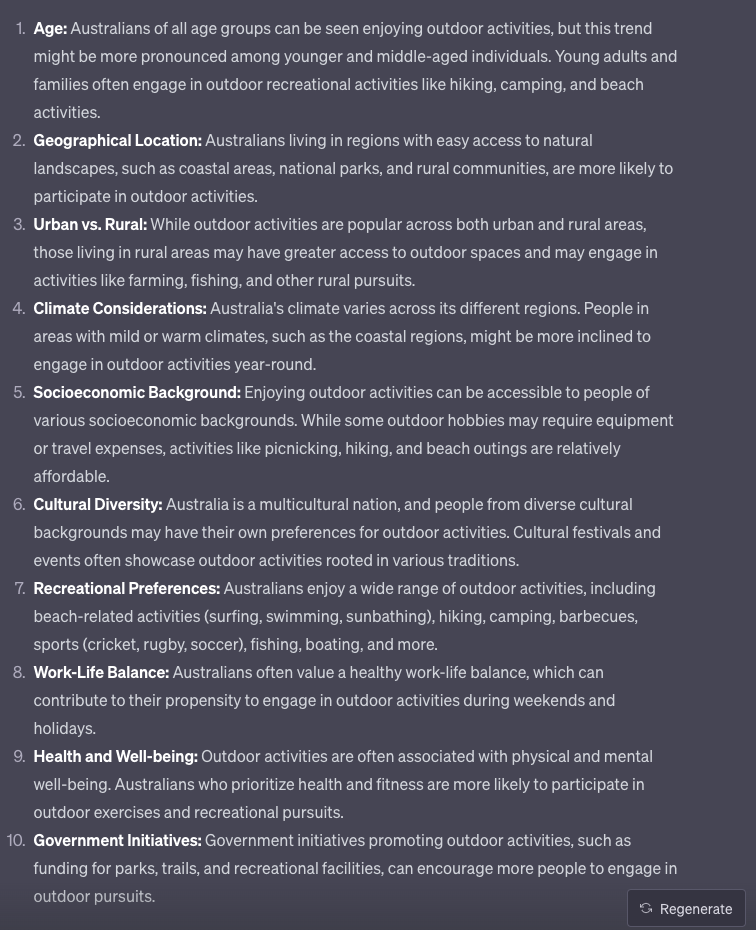 1. Age: Australians of all age groups can be seen enjoying outdoor activities, but this trend
might be more pronounced among younger and middle-aged individuals. Young adults and
families often engage in outdoor recreational activities like hiking, camping, and beach
activities.
2. Geographical Location: Australians living in regions with easy access to natural
landscapes, such as coastal areas, national parks, and rural communities, are more likely to
participate in outdoor activities.
3. Urban vs. Rural: While outdoor activities are popular across both urban and rural areas,
those living in rural areas may have greater access to outdoor spaces and may engage in
activities like farming, fishing, and other rural pursuits.
4. Climate Considerations: Australia's climate varies across its different regions. People in
areas with mild or warm climates, such as the coastal regions, might be more inclined to
engage in outdoor activities year-round.
5. Socioeconomic Background: Enjoying outdoor activities can be accessible to people of
various socioeconomic backgrounds. While some outdoor hobbies may require equipment
or travel expenses, activities like picnicking, hiking, and beach outings are relatively
affordable.
6. Cultural Diversity: Australia is a multicultural nation, and people from diverse cultural
backgrounds may have their own preferences for outdoor activities. Cultural festivals and
events often showcase outdoor activities rooted in various traditions.
7. Recreational Preferences: Australians enjoy a wide range of outdoor activities, including
beach-related activities (surfing, swimming, sunbathing), hiking, camping, barbecues,
sports (cricket, rugby, soccer), fishing, boating, and more.
8. Work-Life Balance: Australians often value a healthy work-life balance, which can
contribute to their propensity to engage in outdoor activities during weekends and
holidays.
9. Health and Well-being: Outdoor activities are often associated with physical and mental
well-being. Australians who prioritize health and fitness are more likely to participate in
outdoor exercises and recreational pursuits.
10. Government Initiatives: Government initiatives promoting outdoor activities, such as
funding for parks, trails, and recreational facilities, can encourage more people to engage in
outdoor pursuits.
Regenerate